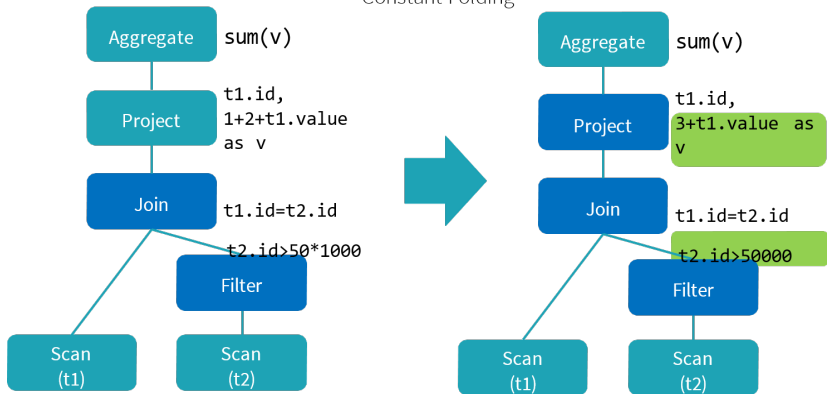 Constant Folding
Aggregate
sum(v)
Project
t1.id,
1+2+t1.value
as v
Join
t1.id=t2.id
t2.id>50*1000
Filter
Scan
(t1)
Scan
(t2)
Aggregate
sum(v)
Project
t1.id,
3+t1.value as
v
Join
t1.id=t2.id
t2.id>50000
Filter
Scan
(t1)
Scan
(t2)